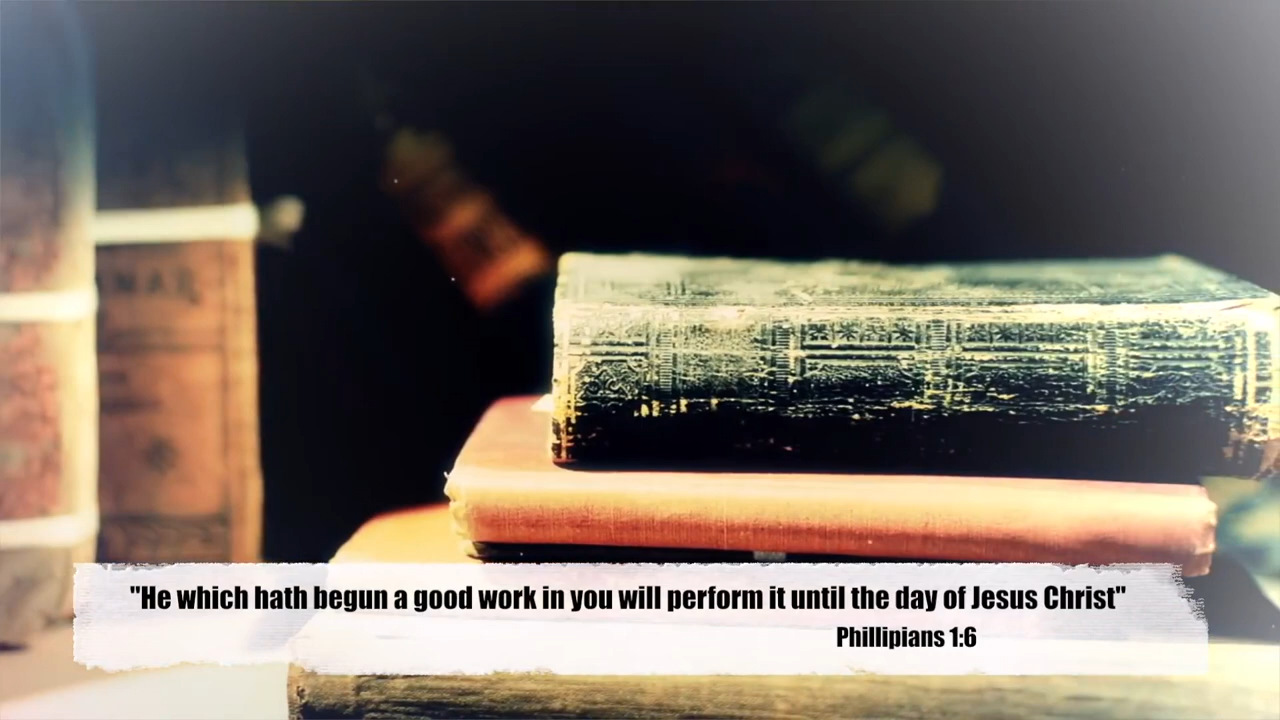 "He which hath begun a good work in you will perform it until the day of Jesus Christ"
Phillipians 1:6